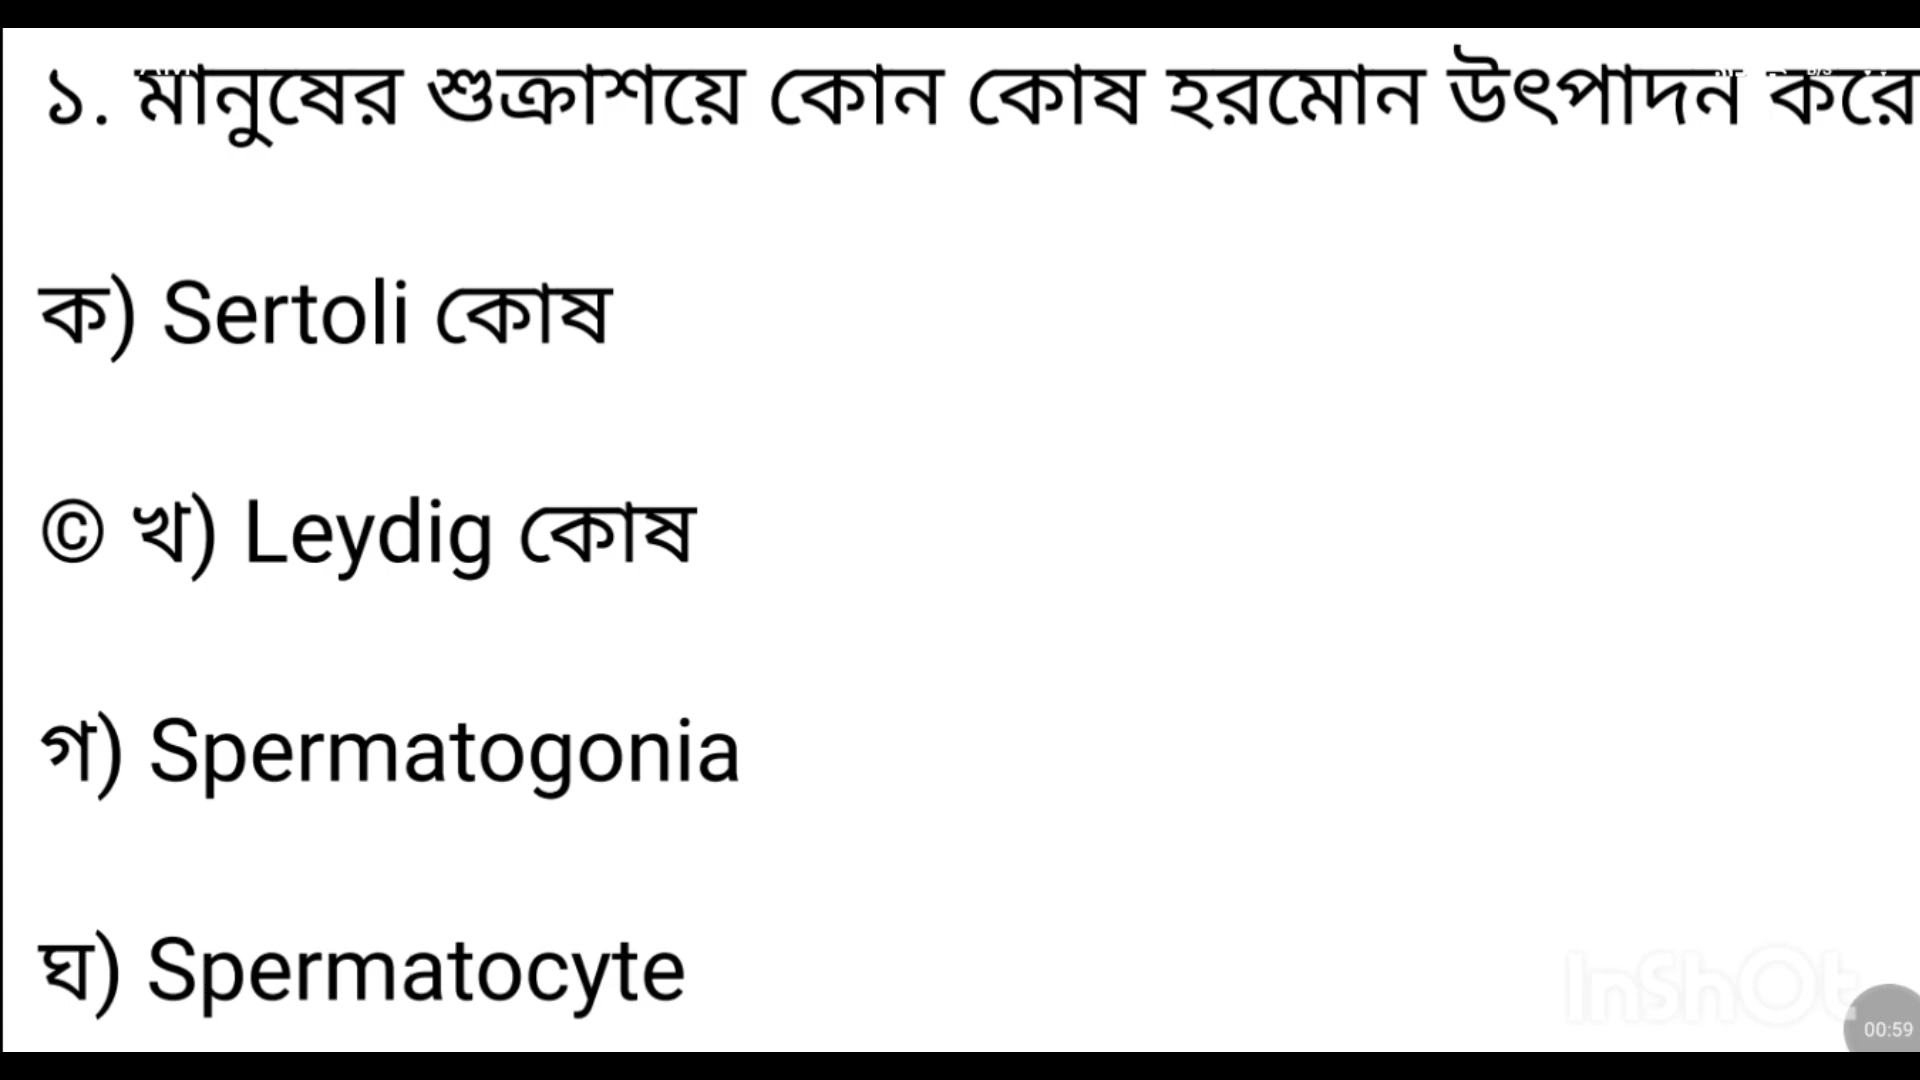 ১. মানুষের শুক্রাশয়ে কোন কোষ হরমোন উৎপাদন করে
ক) Sertoli কোষ
© খ) Leydig কোষ
গ) Spermatogonia
ঘ) Spermatocyte
InShOt
00:59